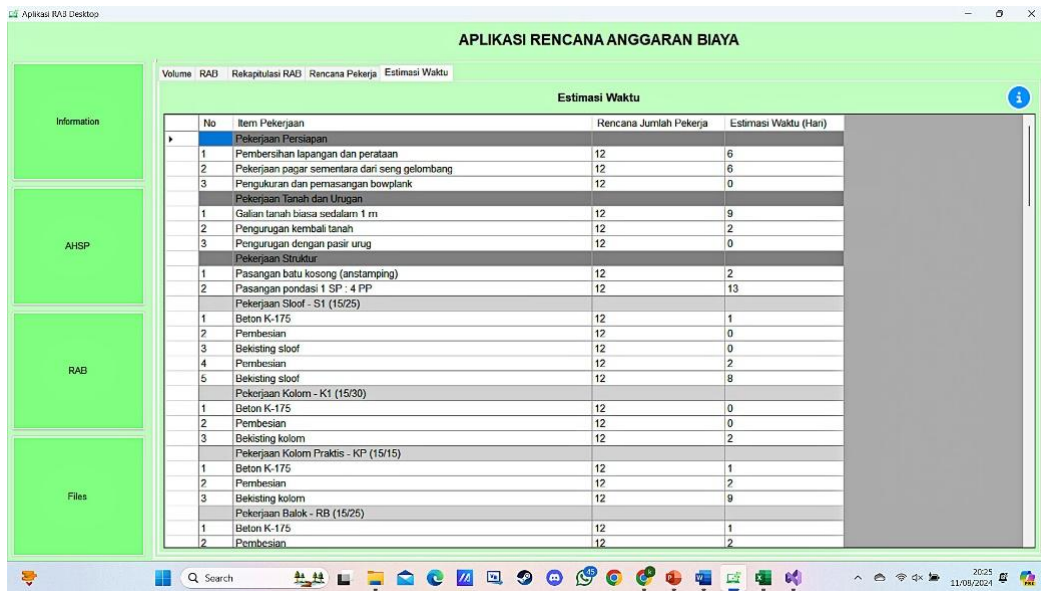 Aplikasi RAB Desktop
APLIKASI RENCANA ANGGARAN BIAYA
Volume RAB Rekapitulasi RAB Rencana Pekerja Estimasi Waktu
Estimasi Waktu
Information
AHSP
RAB
Files
No Item Pekerjaan Rencana Jumlah Pekerja Estimasi Waktu (Hari)
Pekerjaan Persiapan
1 Pembersihan lapangan dan perataan 12 6
2 Pekerjaan pagar sementara dari seng gelombang 12 6
3 Pengukuran dan pemasangan bowplank 12 0
Pekerjaan Tanah dan Urugan
1 Galian tanah biasa sedalam 1 m 12 9
2 Pengurugan kembali tanah 12 2
3 Pengurugan dengan pasir urug 12 0
Pekerjaan Struktur
1 Pasangan batu kosong (anstamping) 12 2
2 Pasangan pondasi 1 SP : 4 PP 12 13
Pekerjaan Sloof - S1 (15/25)
1 Beton K-175 12 1
2 Pembesian 12 0
3 Bekisting sloof 12 0
4 Pembesian 12 2
5 Bekisting sloof 12 8
Pekerjaan Kolom - K1 (15/30)
1 Beton K-175 12 0
2 Pembesian 12 0
3 Bekisting kolom 12 2
Pekerjaan Kolom Praktis - KP (15/15)
1 Beton K-175 12 1
2 Pembesian 12 2
3 Bekisting kolom 12 9
Pekerjaan Balok - RB (15/25)
1 Beton K-175 12 1
2 Pembesian 12 2
Search
20:25
11/08/2024